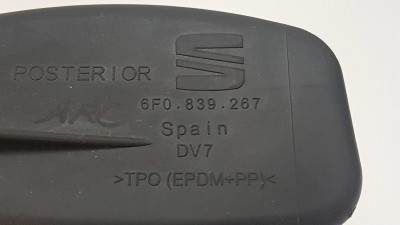 POSTERIOR
6F0.839.267
Spain
DV7
>TPO(EPDM+PP)<